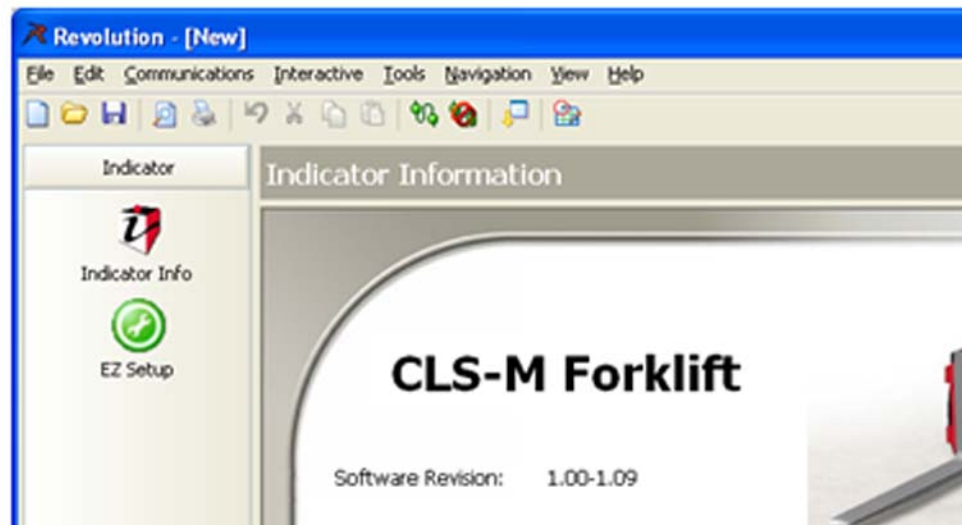 Revolution - [New]
File Edit Communications Interactive Tools Navigation View Help
Indicator
Indicator Information
Indicator Info
EZ Setup
CLS-M Forklift
Software Revision: 1.00-1.09